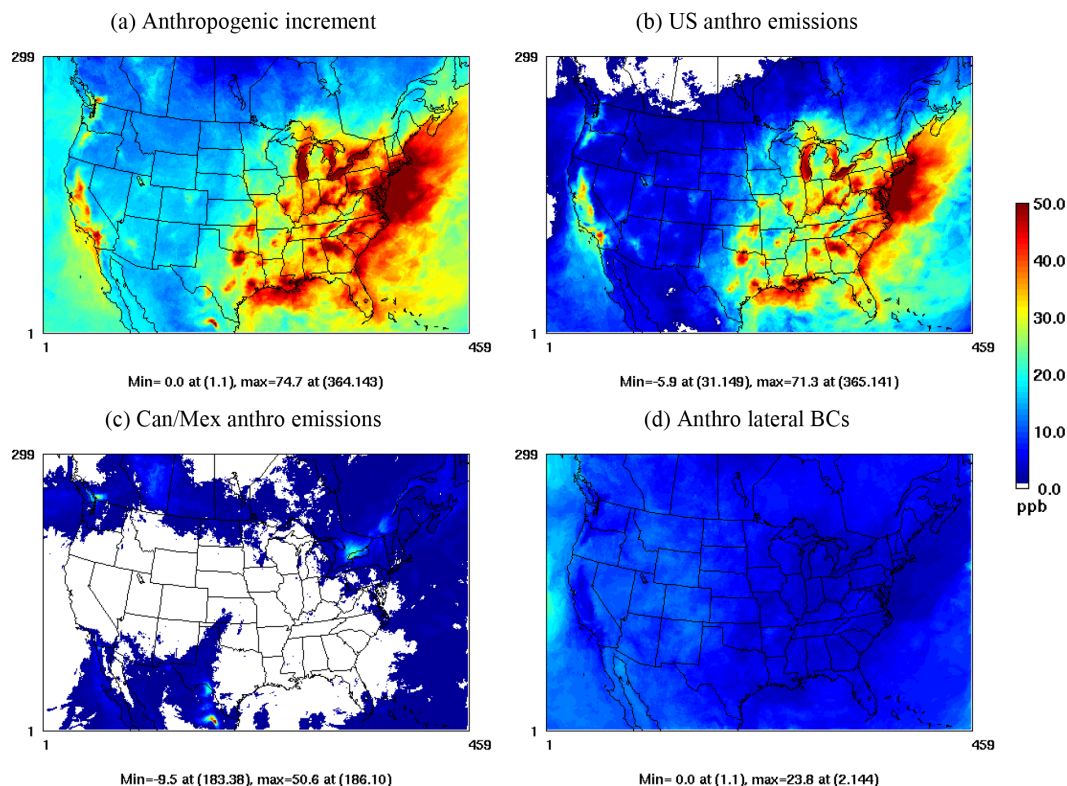 (a) Anthropogenic increment
(b) US anthro emissions
299
1
1
459
Min= 0.0 at (1.1), max=74.7 at (364.143)
299
1
1
459
Min=-5.9 at (31.149), max=71.3 at (365.141)
50.0
40.0
30.0
20.0
10.0
0.0
ppb
(c) Can/Mex anthro emissions
(d) Anthro lateral BCs
299
1
1
459
Min=-9.5 at (183.38), max=50.6 at (186.10)
299
1
1
459
Min= 0.0 at (1.1), max=23.8 at (2.144)